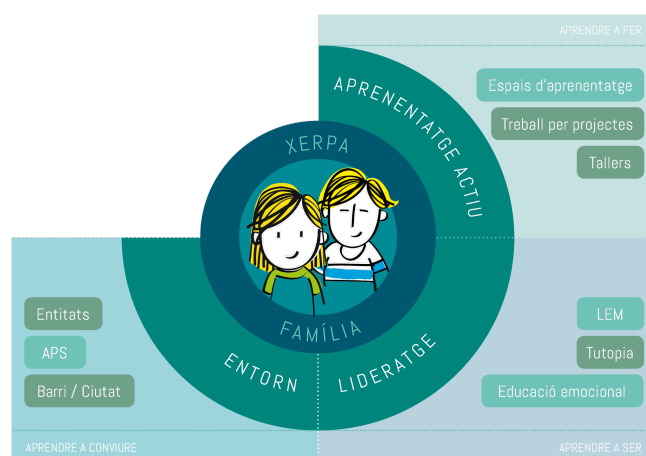 APRENDRE A FER
APRENENTATGE ACTIU
Espais d'aprenentatge
Treball per projectes
Tallers
XERPA
FAMÍLIA
Entitats
APS
Barri / Ciutat
ENTORN
LIDERATGE
LEM
Tutopia
Educació emocional
APRENDRE A CONVIURE
APRENDRE A SER